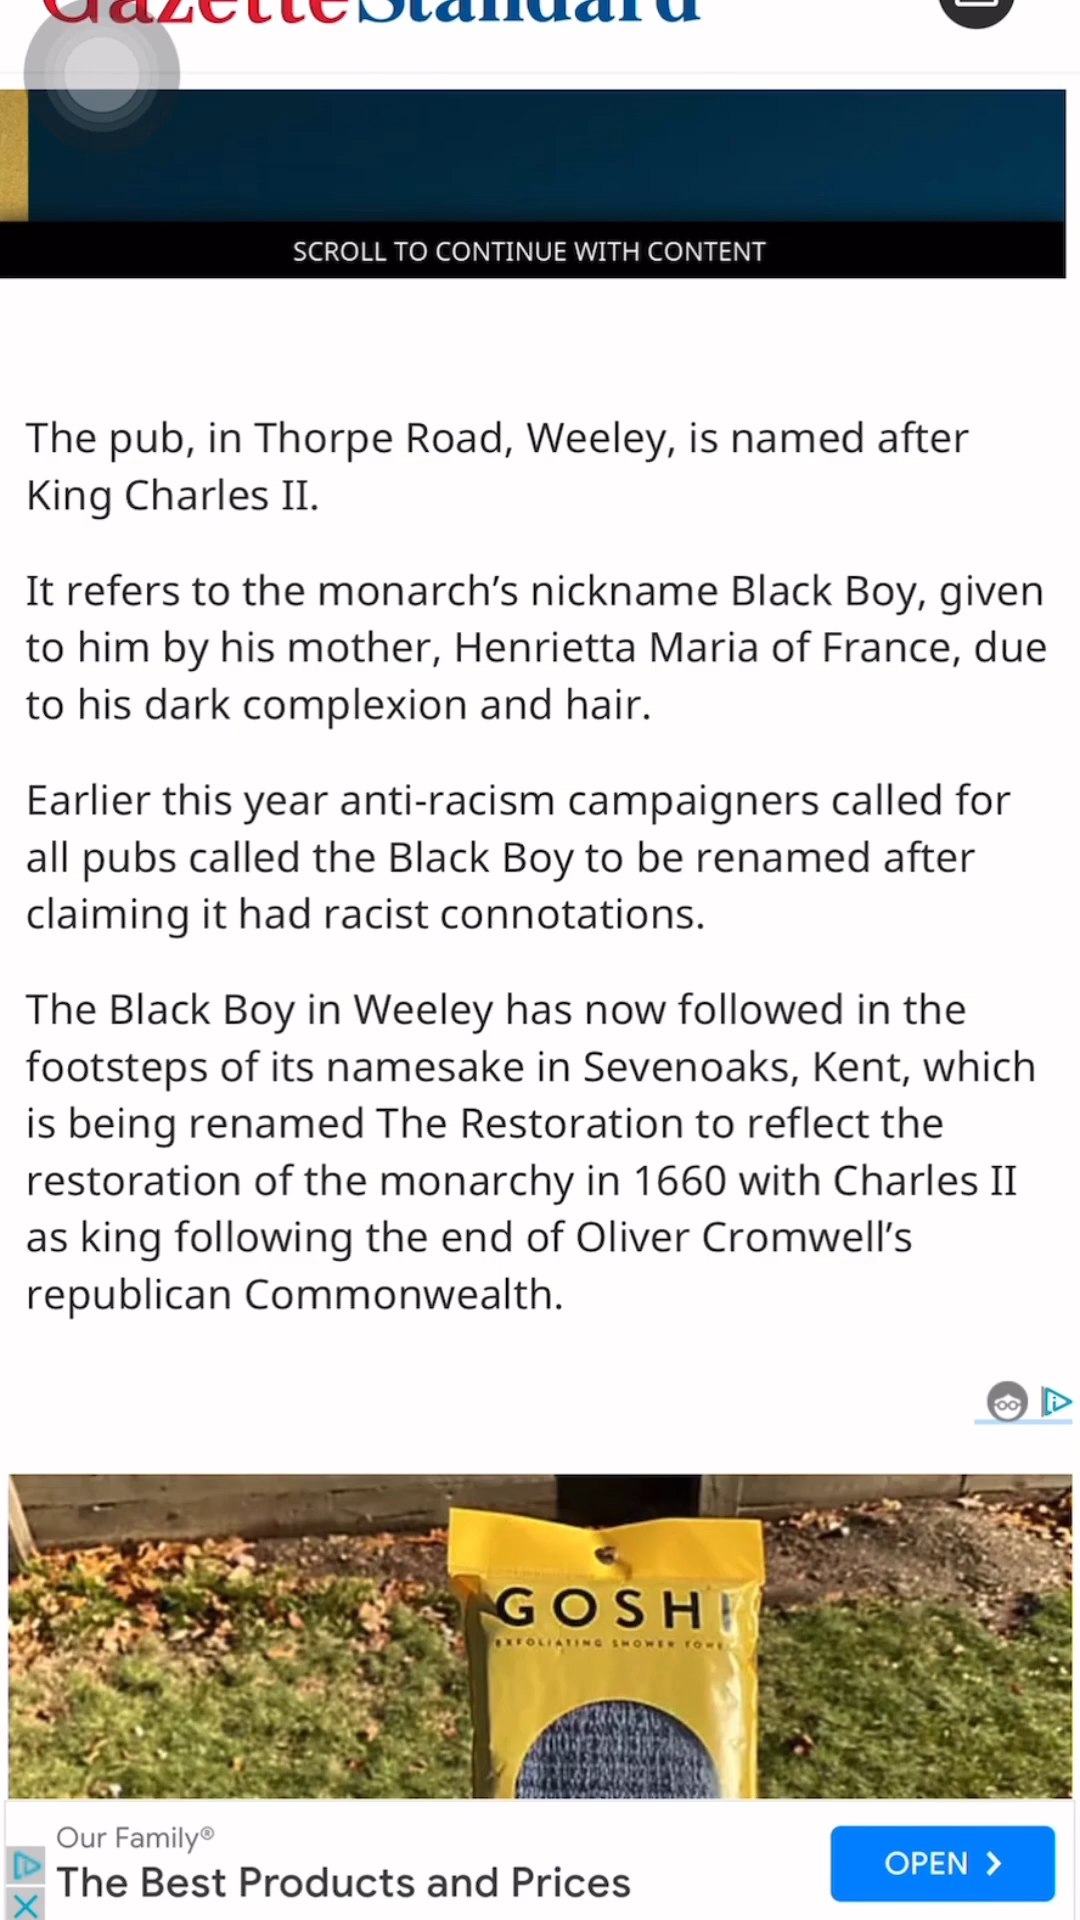 GazetteStandard
SCROLL TO CONTINUE WITH CONTENT
The pub, in Thorpe Road, Weeley, is named after
King Charles II.
It refers to the monarch’s nickname Black Boy, given
to him by his mother, Henrietta Maria of France, due
to his dark complexion and hair.
Earlier this year anti-racism campaigners called for
all pubs called the Black Boy to be renamed after
claiming it had racist connotations.
The Black Boy in Weeley has now followed in the
footsteps of its namesake in Sevenoaks, Kent, which
is being renamed The Restoration to reflect the
restoration of the monarchy in 1660 with Charles II
as king following the end of Oliver Cromwell’s
republican Commonwealth.
GOSHI
EXFOLIATING SHOWER TOWEL
Our Family®
The Best Products and Prices
OPEN